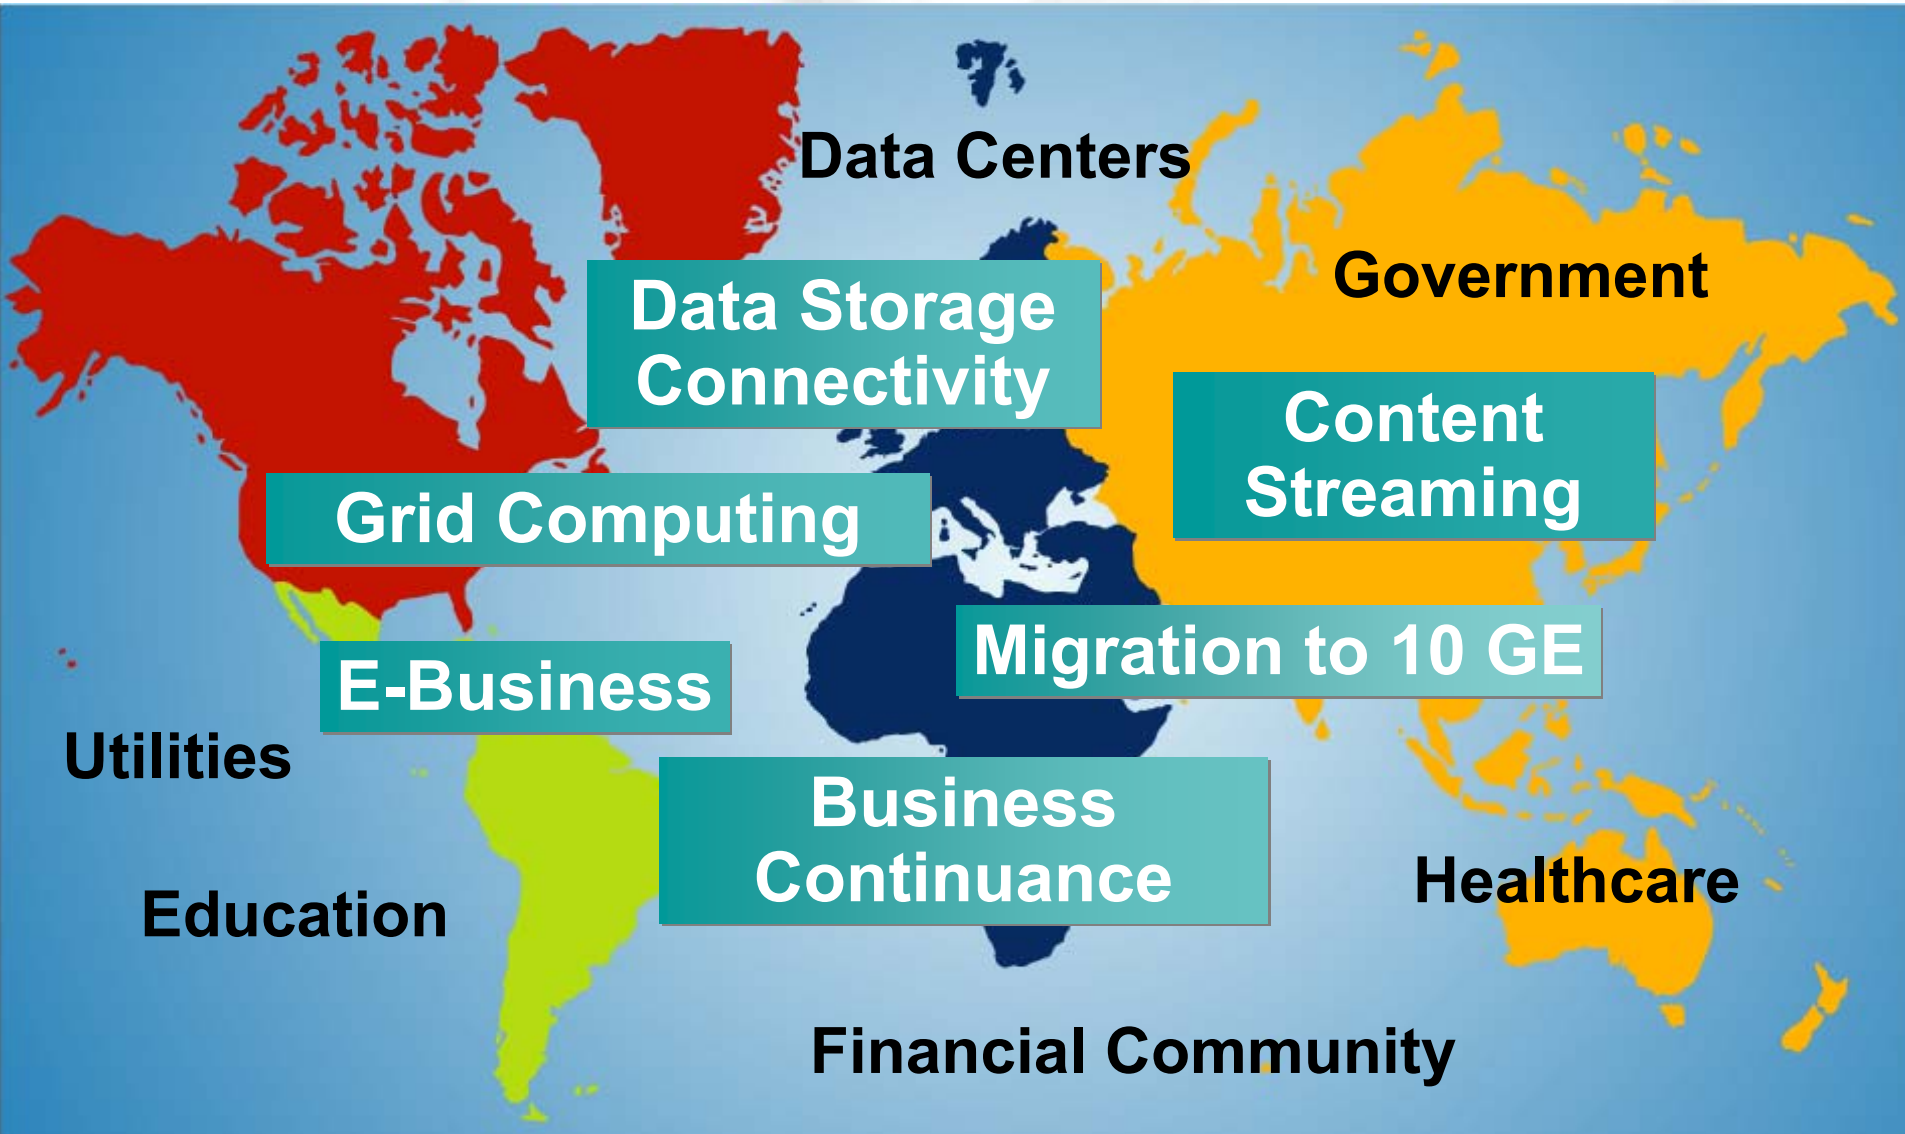 Data Centers
Government
Data Storage
Connectivity
Content
Streaming
Grid Computing
Migration to 10 GE
E-Business
Utilities
Business
Continuance
Healthcare
Education
Financial Community